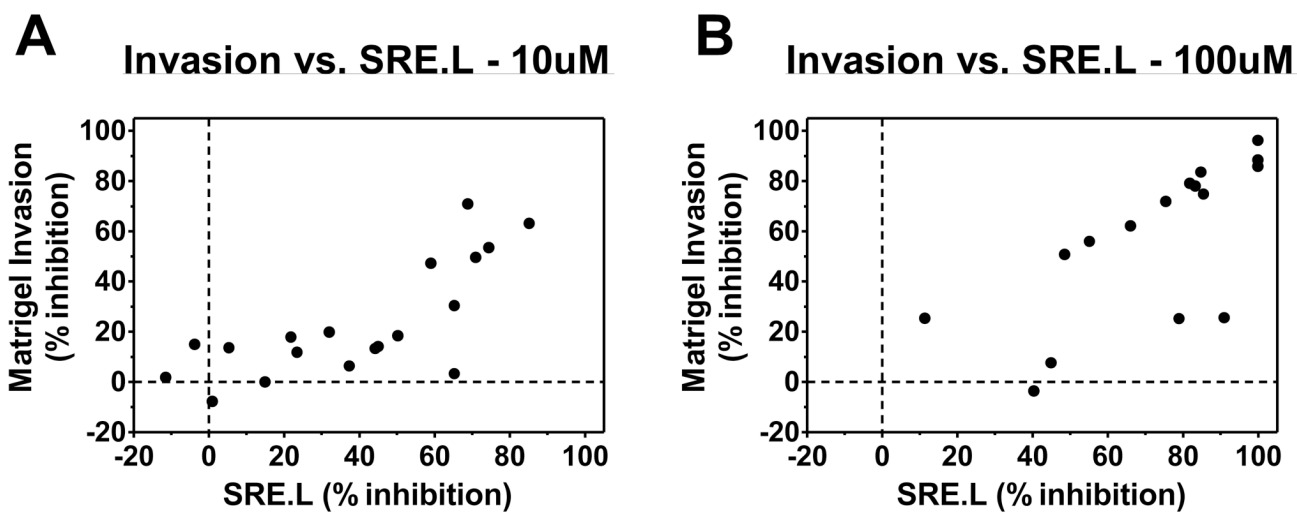 A
Invasion vs. SRE.L - 10uM
Matrigel Invasion
(% inhibition)
100
80
60
40
20
0
-20
-20 0 20 40 60 80 100
SRE.L (% inhibition)
B
Invasion vs. SRE.L - 100uM
Matrigel Invasion
(% inhibition)
100
80
60
40
20
0
-20
-20 0 20 40 60 80 100
SRE.L (% inhibition)